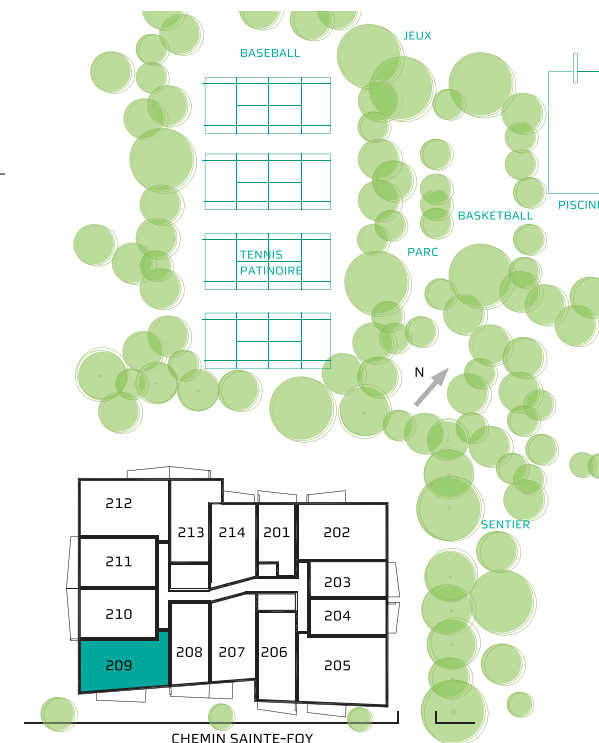 JEUX
BASEBALL
PISCIN
BASKETBALL
PARC
TENNIS
PATINOIRE
N
SENTIER
212
213
214
201
202
211
203
210
204
209
208
207
206
205
CHEMIN SAINTE-FOY